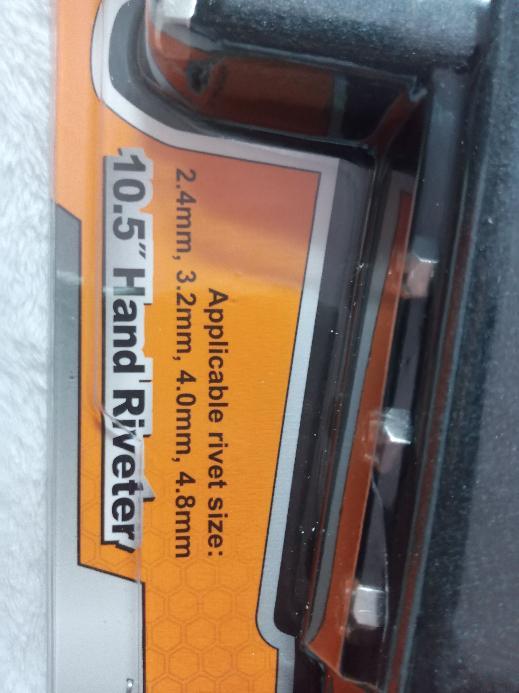 Applicable rivet size:
2.4mm, 3.2mm, 4.0mm, 4.8mm
10.5″ Hand Riveter